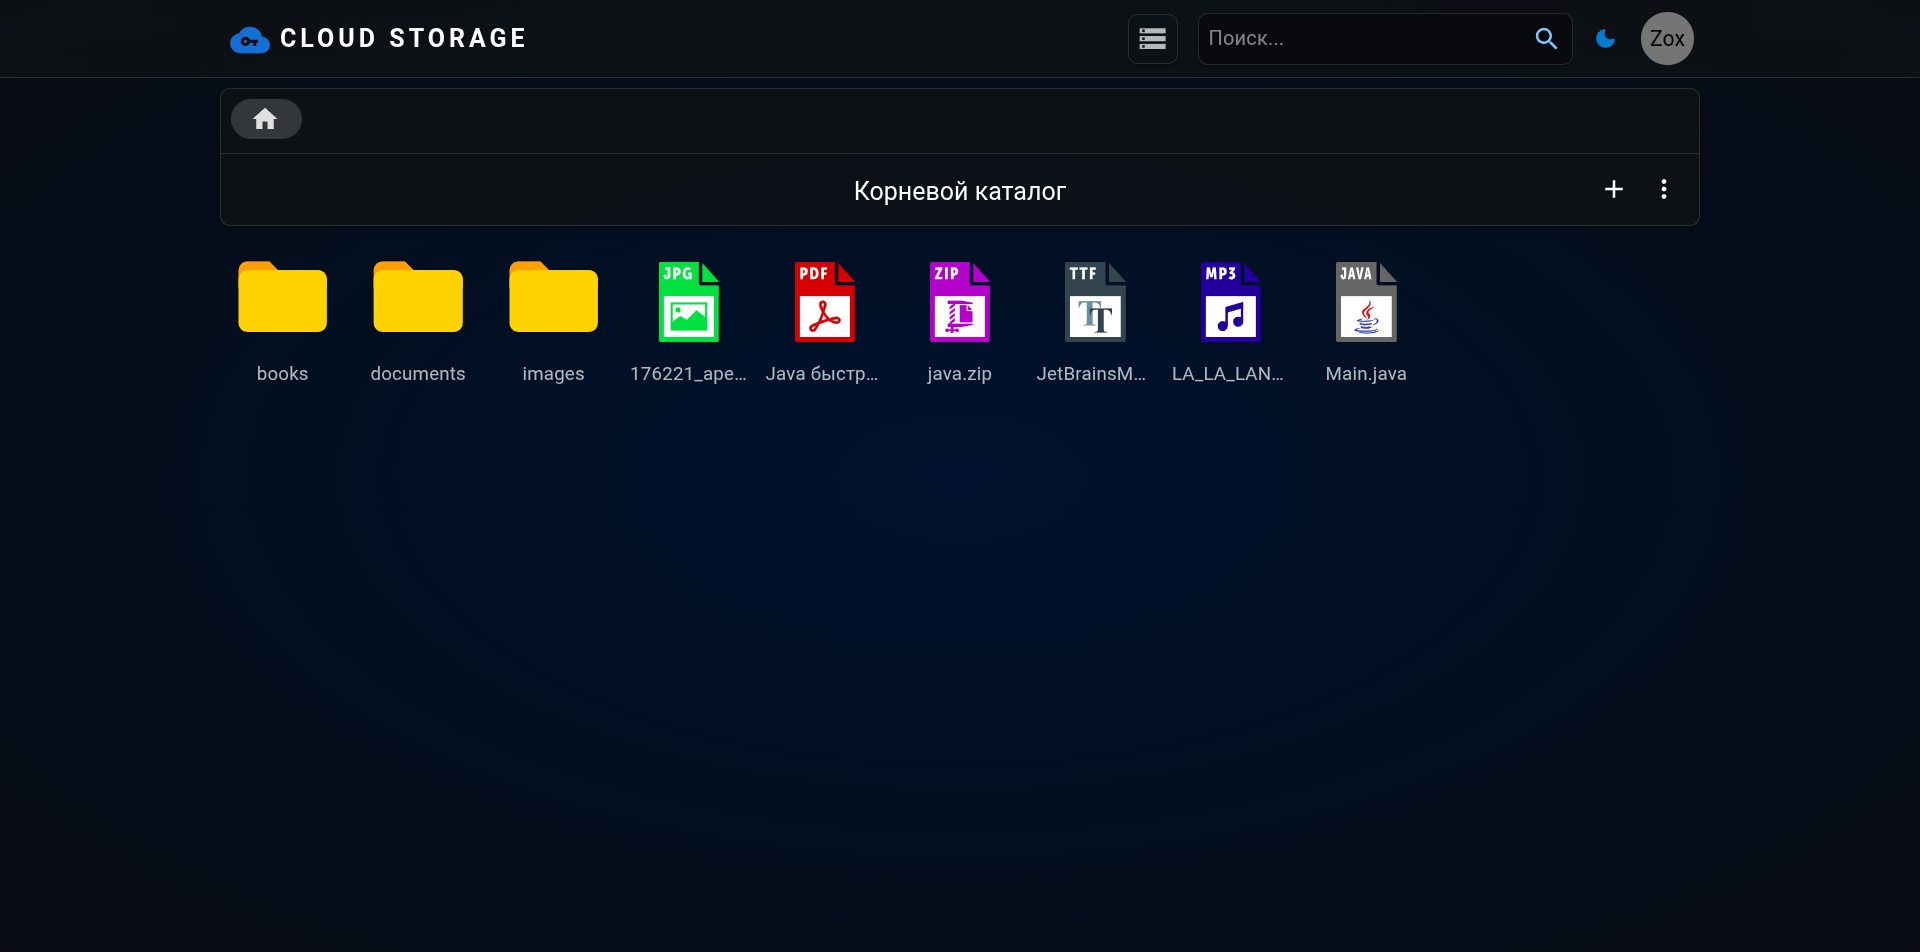 CLOUD STORAGE
Поиск...
Zox
Корневой каталог
JPG
PDF
ZIP
TTF
MP3
JAVA
books
documents
images
176221_ape...
Java быстр...
java.zip
JetBrainsM...
LA_LA_LAN...
Main.java